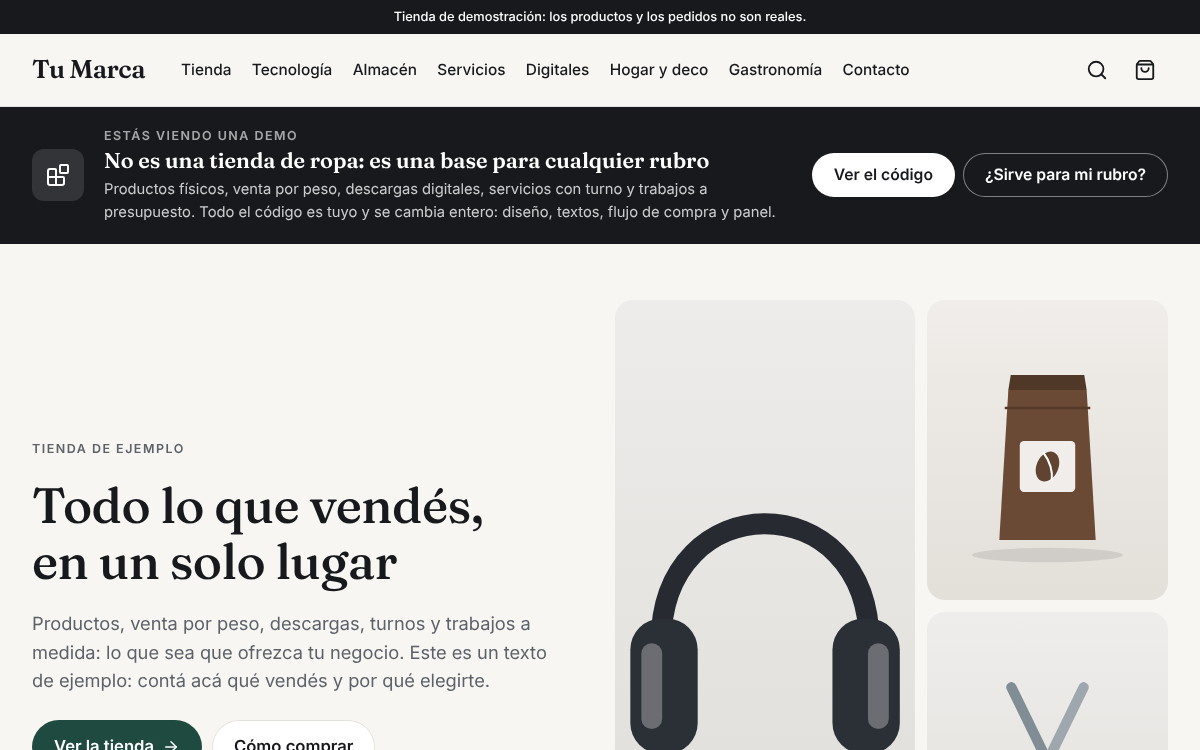 Tienda de demostración: los productos y los pedidos no son reales.
Tu Marca
Tienda
Tecnología
Almacén
Servicios
Digitales
Hogar y deco
Gastronomía
Contacto
ESTÁS VIENDO UNA DEMO
No es una tienda de ropa: es una base para cualquier rubro
Productos físicos, venta por peso, descargas digitales, servicios con turno y trabajos a
presupuesto. Todo el código es tuyo y se cambia entero: diseño, textos, flujo de compra y panel.
Ver el código
¿Sirve para mi rubro?
TIENDA DE EJEMPLO
Todo lo que vendés,
en un solo lugar
Productos, venta por peso, descargas, turnos y trabajos a
medida: lo que sea que ofrezca tu negocio. Este es un texto
de ejemplo: contá acá qué vendés y por qué elegirte.
Ver la tienda
Cómo comprar